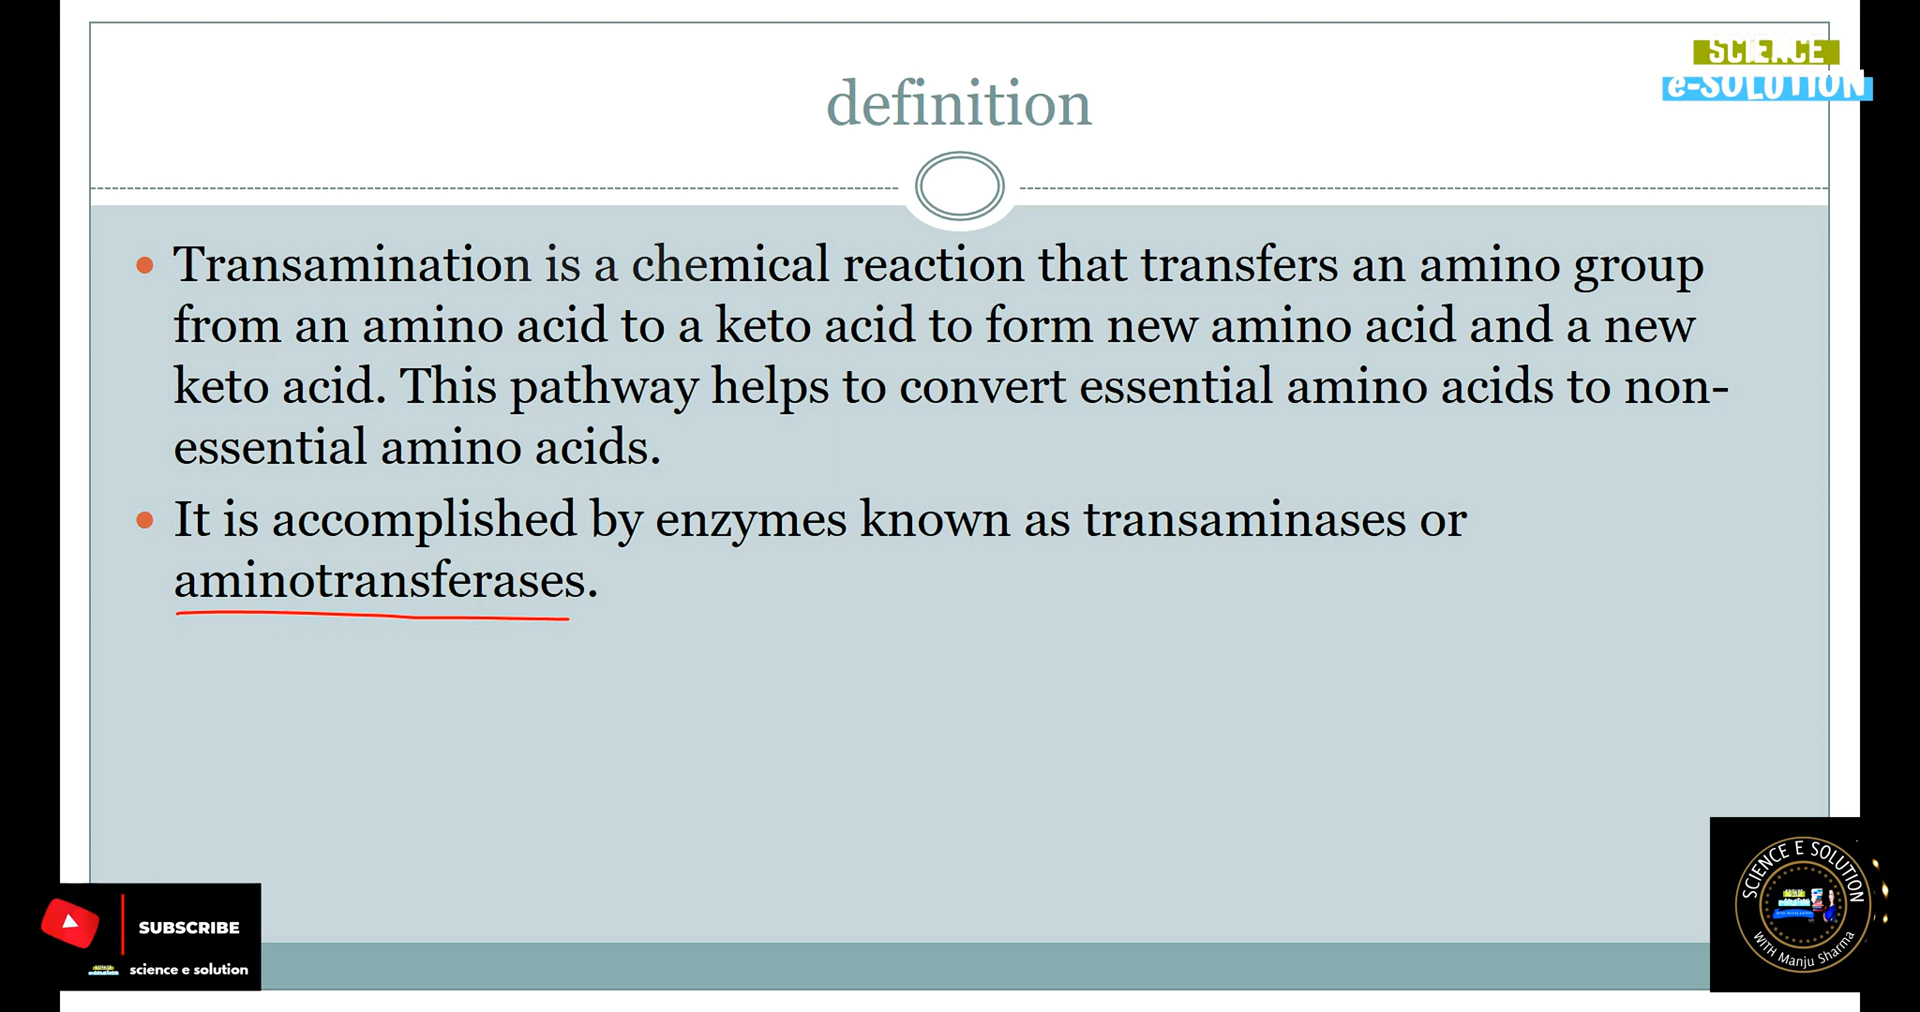 SCIENCE
e-SOLUTION
definition
Transamination is a chemical reaction that transfers an amino group
from an amino acid to a keto acid to form new amino acid and a new
keto acid. This pathway helps to convert essential amino acids to non-
essential amino acids.
It is accomplished by enzymes known as transaminases or
aminotransferases.
SUBSCRIBE
science e solution
SCIENCE E SOLUTION
WITH Manju Sharma